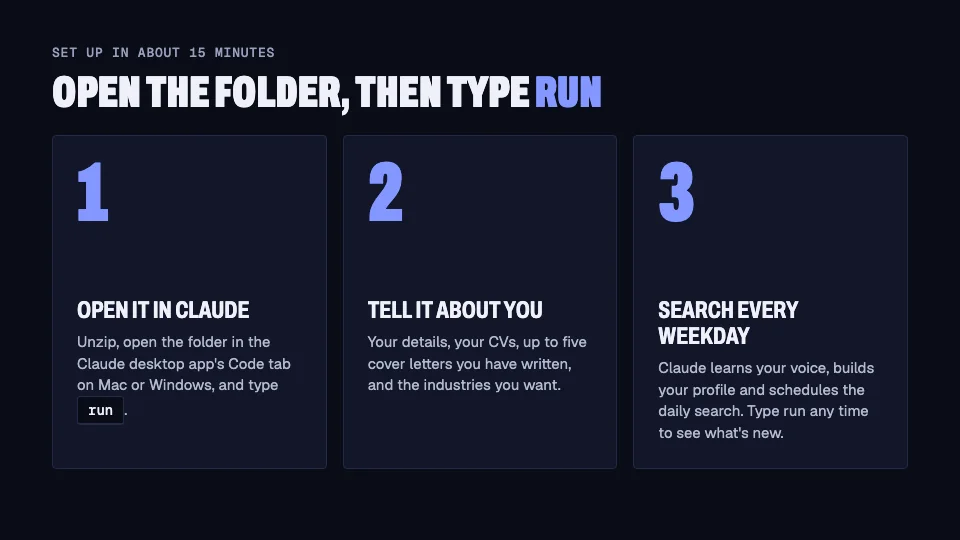 SET UP IN ABOUT 15 MINUTES
OPEN THE FOLDER, THEN TYPE RUN
1
OPEN IT IN CLAUDE
Unzip, open the folder in the
Claude desktop app's Code tab
on Mac or Windows, and type
run.
2
TELL IT ABOUT YOU
Your details, your CVs, up to five
cover letters you have written,
and the industries you want.
3
SEARCH EVERY
WEEKDAY
Claude learns your voice, builds
your profile and schedules the
daily search. Type run any time
to see what's new.